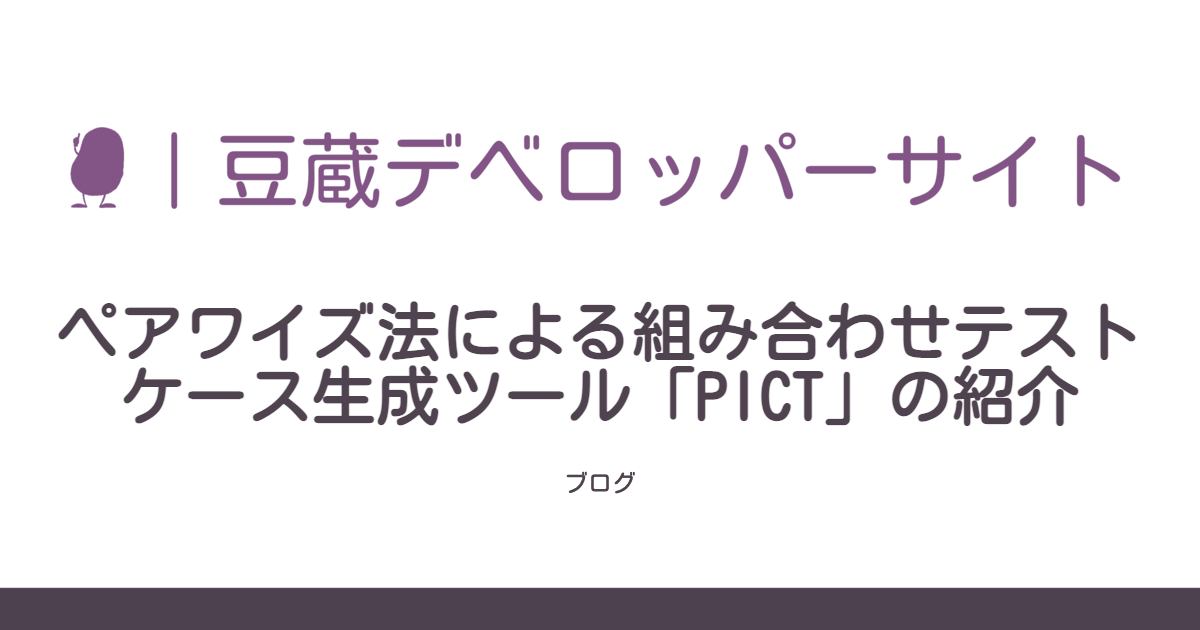 |豆蔵デベロッパーサイト
ペアワイズ法による組み合わせテスト
ケース生成ツール「PICT」の紹介
ブログ